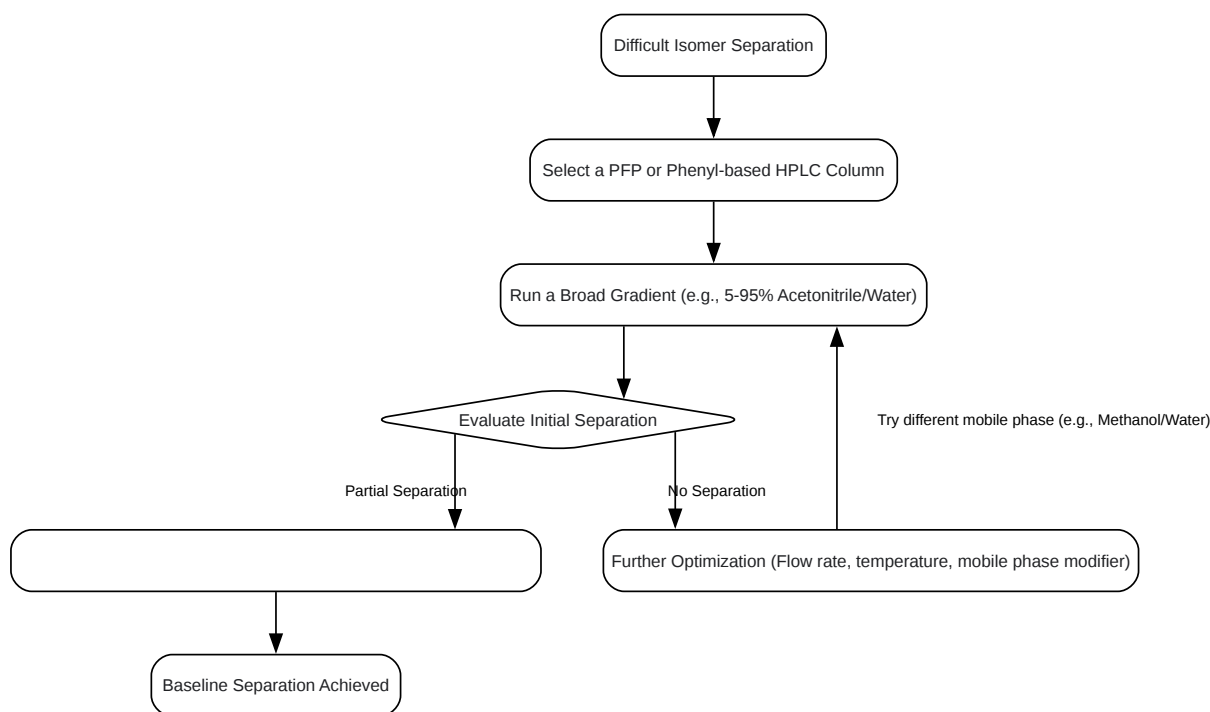 Difficult Isomer Separation
Select a PFP or Phenyl-based HPLC Column
Run a Broad Gradient (e.g., 5-95% Acetonitrile/Water)
Evaluate Initial Separation
Try different mobile phase (e.g., Methanol/Water)
Partial Separation
No Separation
Further Optimization (Flow rate, temperature, mobile phase modifier)
Baseline Separation Achieved